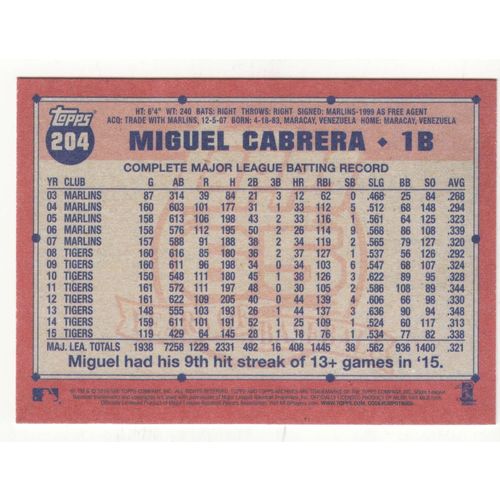 Topps
204
HT: 6'4" WT: 240 BATS: RIGHT THROWS: RIGHT SIGNED: MARLINS-1999 AS FREE AGENT
ACQ: TRADE WITH MARLINS, 12-5-07 BORN: 4-18-83, MARACAY, VENEZUELA HOME: MARACAY, VENEZUELA
MIGUEL CABRERA • 1B
COMPLETE MAJOR LEAGUE BATTING RECORD
YR CLUB G AB R H 2B 3B HR RBI SB SLG BB SO AVG
03 MARLINS 87 314 39 84 21 3 12 62 0 .468 25 84 .268
04 MARLINS 160 603 101 177 31 1 33 112 5 .512 68 148 .294
05 MARLINS 158 613 106 198 43 2 33 116 1 .561 64 125 .323
06 MARLINS 158 576 112 195 50 2 26 114 9 .568 86 108 .339
07 MARLINS 157 588 91 188 38 2 34 119 2 .565 79 127 .320
08 TIGERS 160 616 85 180 36 2 37 127 1 .537 56 126 .292
09 TIGERS 160 611 96 198 34 0 34 103 6 .547 68 107 .324
10 TIGERS 150 548 111 180 45 1 38 126 3 .622 89 95 .328
11 TIGERS 161 572 111 197 48 0 30 105 2 .586 108 89 .344
12 TIGERS 161 622 109 205 40 0 44 139 4 .606 66 98 .330
13 TIGERS 148 555 103 193 26 1 44 137 3 .636 90 94 .348
14 TIGERS 159 611 101 191 52 1 25 109 1 .524 60 117 .313
15 TIGERS 119 429 64 145 28 1 18 76 1 .534 77 82 .338
MAJ. LEA. TOTALS 1938 7258 1229 2331 492 16 408 1445 38 .562 936 1400 .321
Miguel had his 9th hit streak of 13+ games in '15.